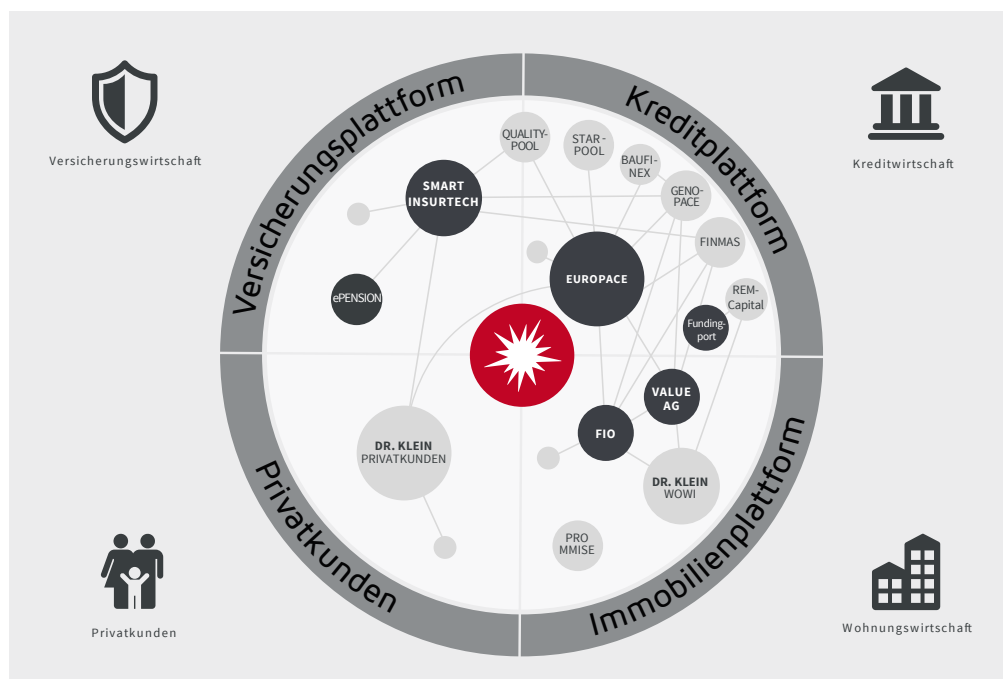 Versicherungsplattform
Kreditplattform
Versicherungswirtschaft
Kreditwirtschaft
QUALITY-
POOL
STAR-
POOL
BAUFI-
NEX
GENO-
PACE
SMART
INSURTECH
FINMAS
EUROPACE
ePENSION
REM-
Capital
Funding-
port
VALUE
AG
FIO
DR. KLEIN
PRIVATKUNDEN
DR. KLEIN
WOWI
PRO
MMISE
Privatkunden
Immobilienplattform
Privatkunden
Wohnungswirtschaft